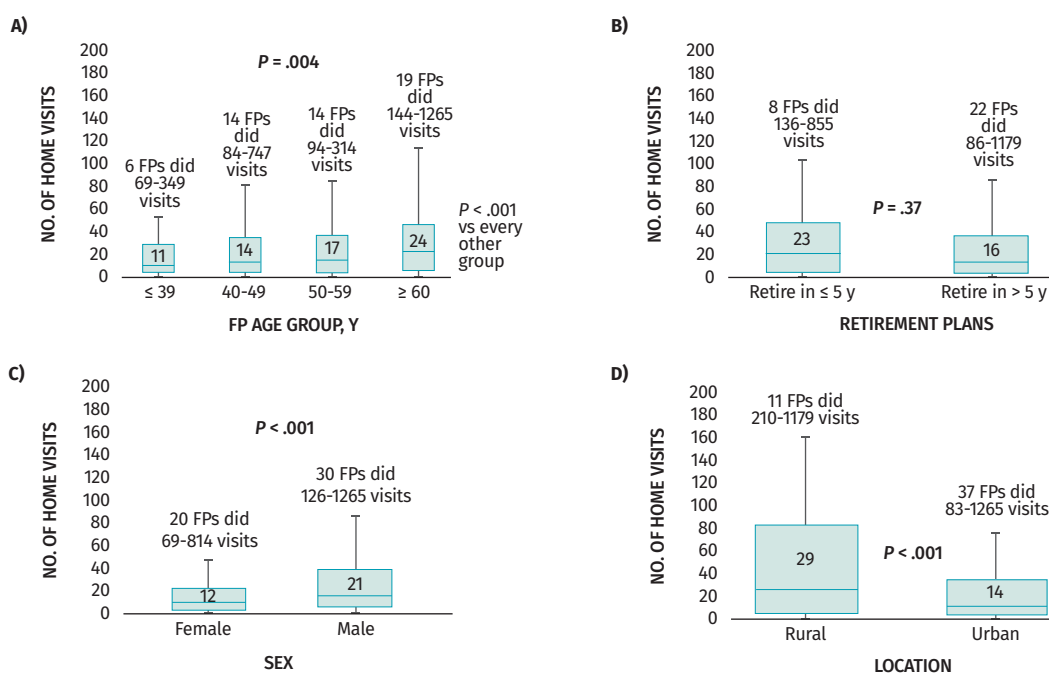 A)
NO. OF HOME VISITS
200
180
160
140
120
100
80
60
40
20
0
P = .004
6 FPs did
69-349
visits
14 FPs
did
84-747
visits
14 FPs
did
94-314
visits
19 FPs
did
144-1265
visits
11
14
17
24
P < .001
vs every
other
group
≤ 39
40-49
50-59
≥ 60
FP AGE GROUP, Y
B)
NO. OF HOME VISITS
200
180
160
140
120
100
80
60
40
20
0
8 FPs did
136-855
visits
22 FPs
did
86-1179
visits
P = .37
23
16
Retire in ≤ 5 y
Retire in > 5 y
RETIREMENT PLANS
C)
NO. OF HOME VISITS
200
180
160
140
120
100
80
60
40
20
0
P < .001
20 FPs did
69-814 visits
30 FPs did
126-1265 visits
12
21
Female
Male
SEX
D)
NO. OF HOME VISITS
200
180
160
140
120
100
80
60
40
20
0
11 FPs did
210-1179 visits
37 FPs did
83-1265 visits
P < .001
29
14
Rural
Urban
LOCATION